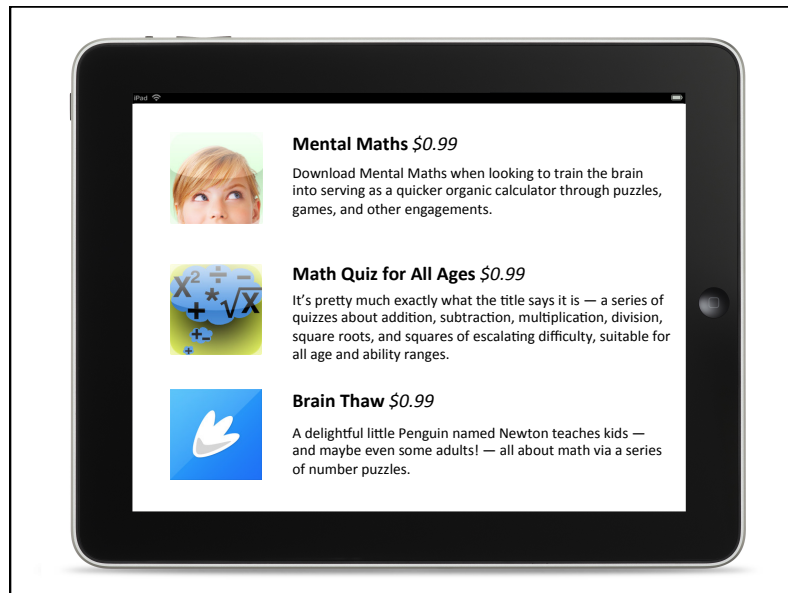 iPad
Mental Maths $0.99
Download Mental Maths when looking to train the brain
into serving as a quicker organic calculator through puzzles,
games, and other engagements.
X² ÷ −
+ * √X
+ −
+
Math Quiz for All Ages $0.99
It’s pretty much exactly what the title says it is — a series of
quizzes about addition, subtraction, multiplication, division,
square roots, and squares of escalating difficulty, suitable for
all age and ability ranges.
Brain Thaw $0.99
A delightful little Penguin named Newton teaches kids —
and maybe even some adults! — all about math via a series
of number puzzles.